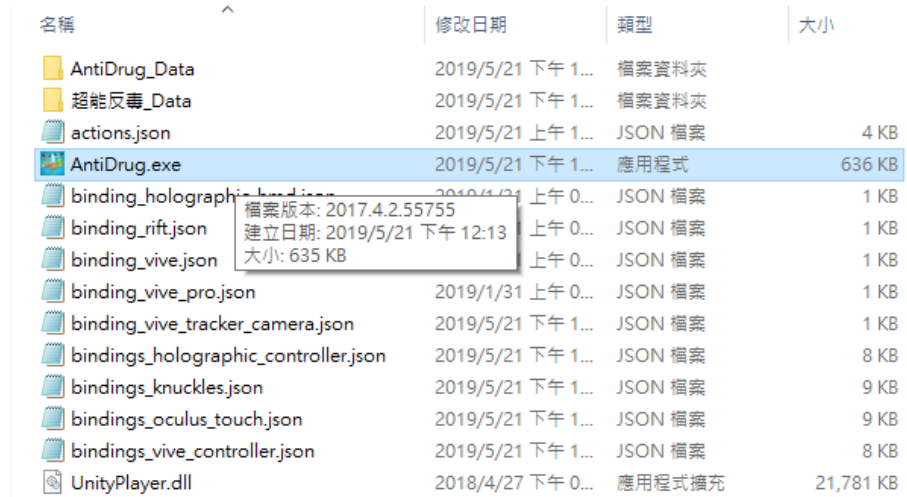 名稱 修改日期 類型 大小
AntiDrug_Data 2019/5/21 下午 1... 檔案資料夾
超能反毒_Data 2019/5/21 下午 1... 檔案資料夾
actions.json 2019/5/21 上午 1... JSON 檔案 4 KB
AntiDrug.exe 2019/5/21 下午 1... 應用程式 636 KB
binding_holographic_hmd.json 2019/1/31 上午 0... JSON 檔案 1 KB
檔案版本: 2017.4.2.55755
binding_rift.json 上午 0... JSON 檔案 1 KB
建立日期: 2019/5/21 下午 12:13
binding_vive.json 上午 0... JSON 檔案 1 KB
大小: 635 KB
binding_vive_pro.json 2019/1/31 上午 0... JSON 檔案 1 KB
binding_vive_tracker_camera.json 2019/5/21 下午 1... JSON 檔案 1 KB
bindings_holographic_controller.json 2019/5/21 下午 1... JSON 檔案 8 KB
bindings_knuckles.json 2019/5/21 下午 1... JSON 檔案 9 KB
bindings_oculus_touch.json 2019/5/21 下午 1... JSON 檔案 9 KB
bindings_vive_controller.json 2019/5/21 下午 1... JSON 檔案 8 KB
UnityPlayer.dll 2018/4/27 下午 0... 應用程式擴充 21,781 KB